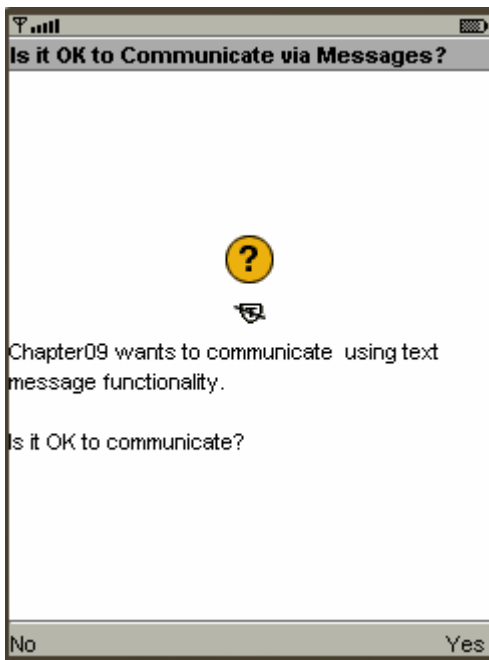 Is it OK to Communicate via Messages?
?
Chapter09 wants to communicate  using text
message functionality.
Is it OK to communicate?
No
Yes